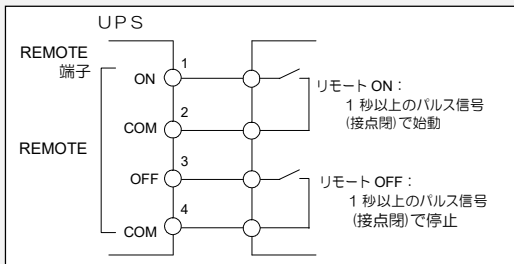 UPS
REMOTE
端子
REMOTE
ON
1
COM
2
OFF
3
COM
4
リモート ON：
1 秒以上のパルス信号
(接点閉)で始動
リモート OFF：
1 秒以上のパルス信号
(接点閉)で停止